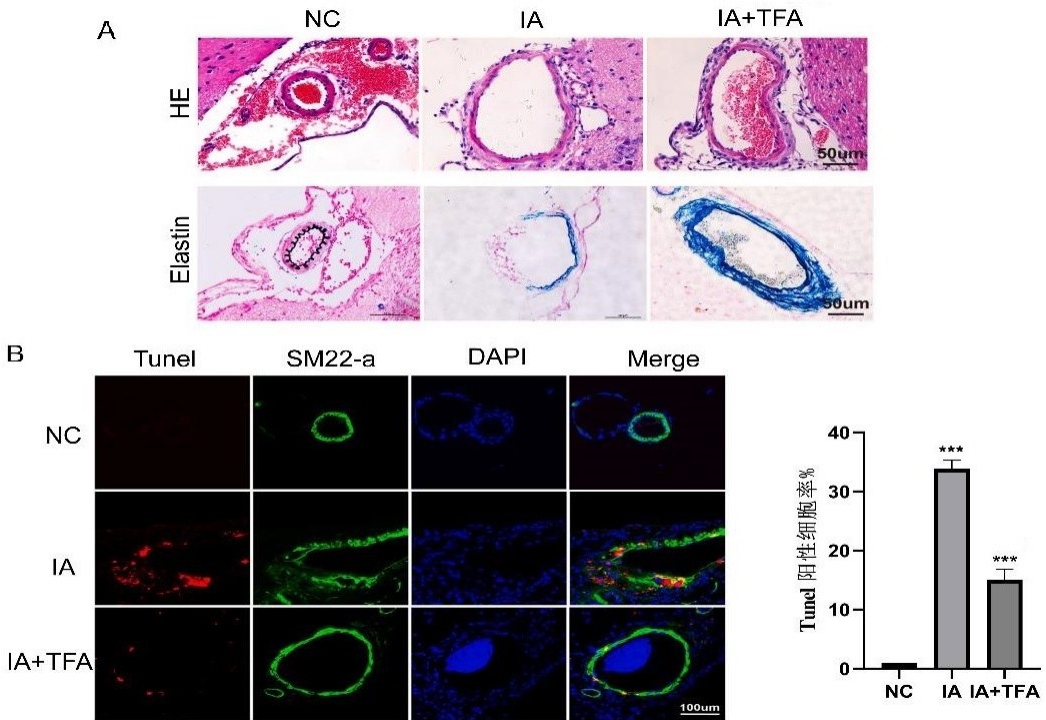 A
NC IA IA+TFA
HE
50um
Elastin
50um
B
Tunel SM22-a DAPI Merge
NC
IA
IA+TFA
100um
Tunel 阳性细胞率%
40
30
20
10
0
***
***
NC IA IA+TFA